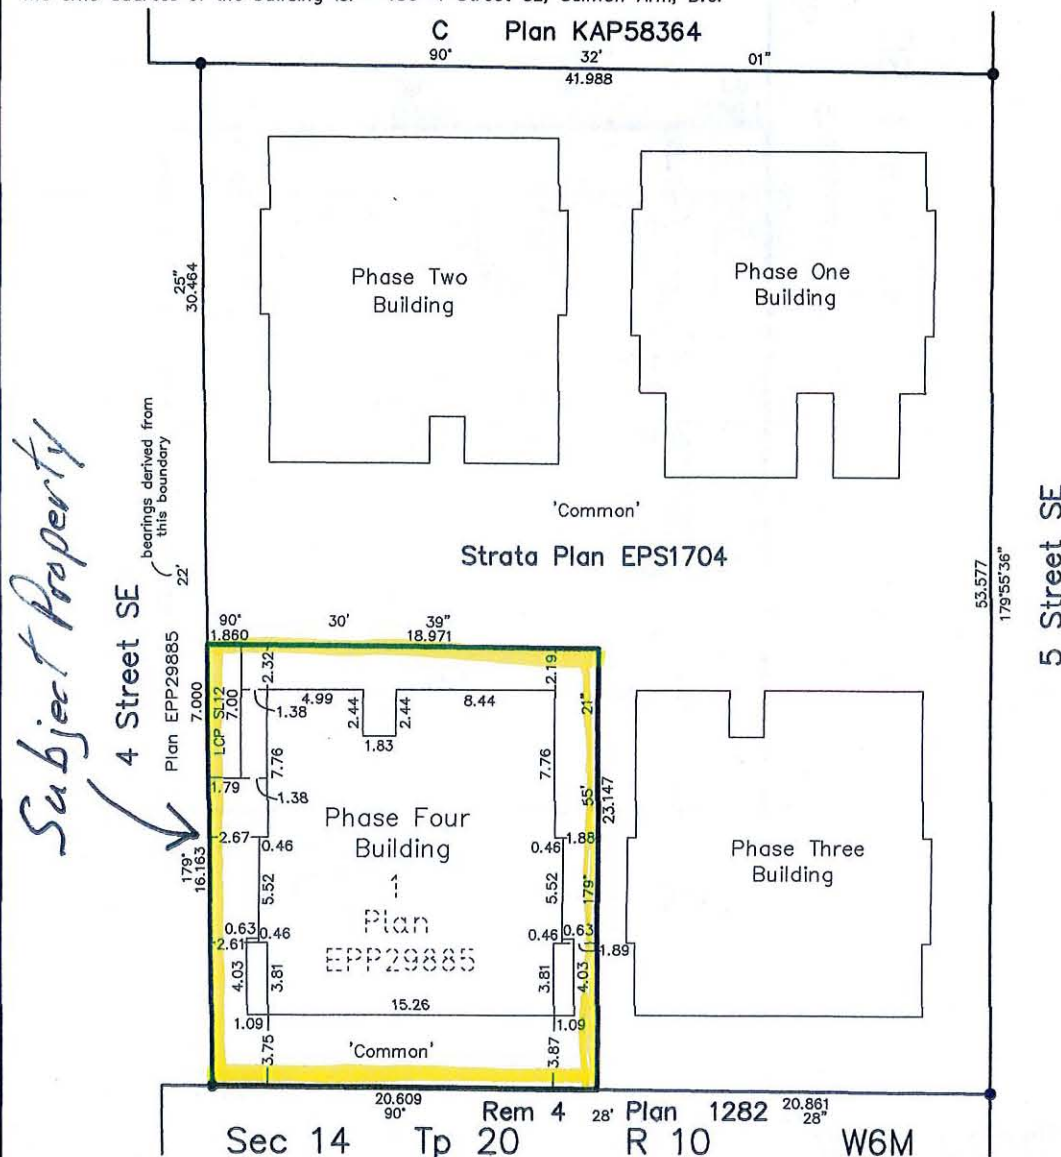 C Plan KAP58364
90° 32' 01"
41.988
Phase Two
Building
Phase One
Building
25"
30.464
bearings derived from
this boundary
22'
'Common'
Strata Plan EPS1704
Subject Property
4 Street SE
Plan EPP29885
5 Street SE
53.577
179°55'36"
90° 30' 39"
1.860 18.971
2.32
2.19
7.000
LCP SL12
7.00
1.38
4.99
2.44
2.44
1.83
8.44
21"
7.76
7.76
1.79
1.38
55'
23.147
Phase Four
Building
1
Plan
EPP29885
2.67
0.46
0.46
1.88
179°
16.163
5.52
5.52
179°
Phase Three
Building
0.63
0.46
0.46
0.63
2.61
1.89
4.03
3.81
3.81
4.03
15.26
1.09
1.09
3.75
'Common'
3.87
20.609
90°
Rem 4 28' Plan 1282 20.861
28"
Sec 14 Tp 20 R 10 W6M